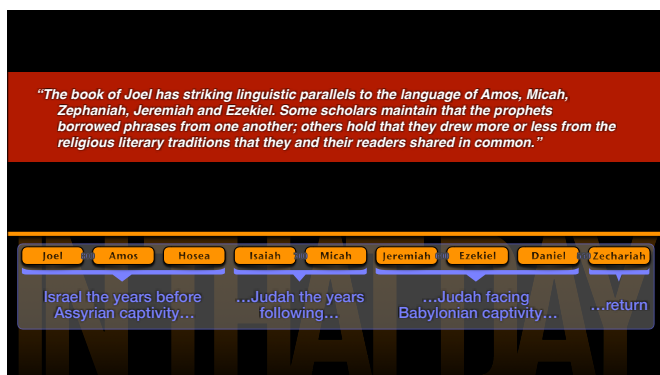 “The book of Joel has striking linguistic parallels to the language of Amos, Micah,
Zephaniah, Jeremiah and Ezekiel. Some scholars maintain that the prophets
borrowed phrases from one another; others hold that they drew more or less from the
religious literary traditions that they and their readers shared in common.”
Joel Amos Hosea Isaiah Micah Jeremiah Ezekiel Daniel Zechariah
Israel the years before
Assyrian captivity…
…Judah the years
following…
…Judah facing
Babylonian captivity…
…return
IN THAT DAY